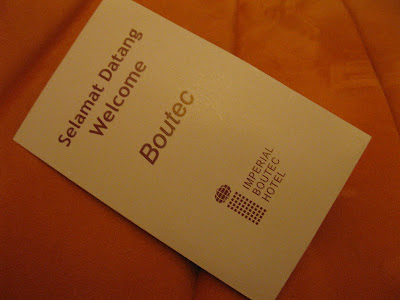 Selamat Datang
Welcome
Boutec
IMPERIAL
BOUTEC
HOTEL